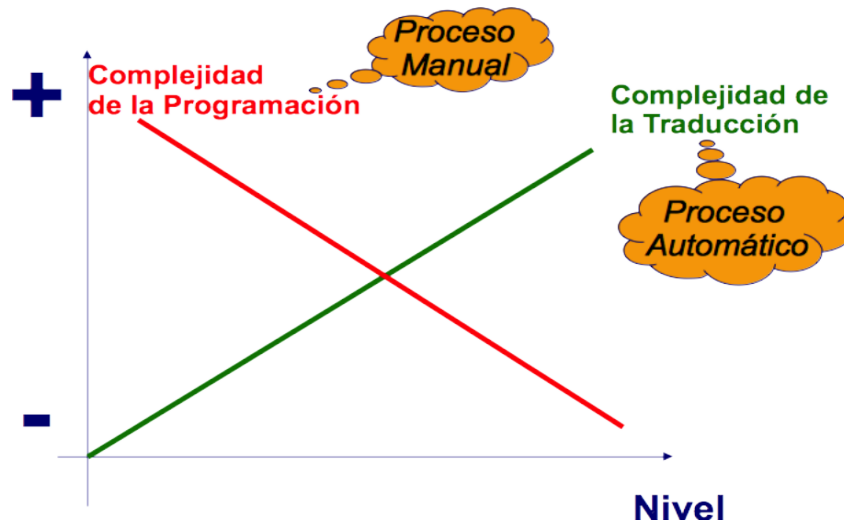 Proceso
Manual
+
Complejidad
de la Programación
Complejidad de
la Traducción
Proceso
Automático
-
Nivel